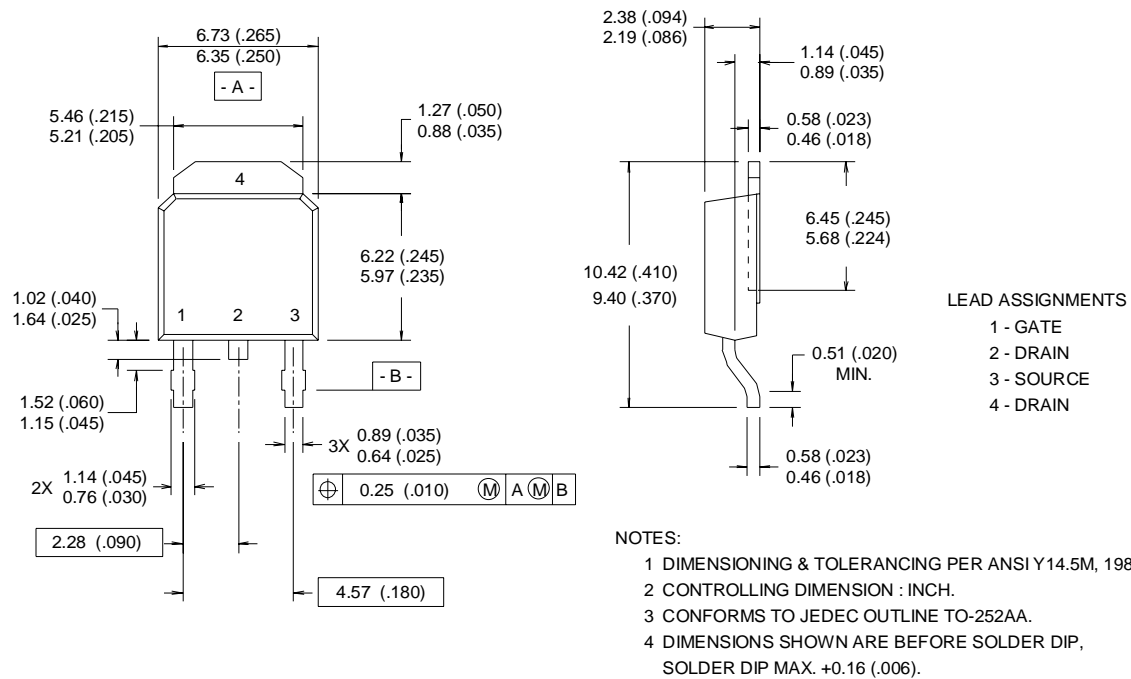 6.73 (.265)
6.35 (.250)
- A -
5.46 (.215)
5.21 (.205)
1.27 (.050)
0.88 (.035)
4
6.22 (.245)
5.97 (.235)
1.02 (.040)
1.64 (.025)
1 2 3
1.52 (.060)
1.15 (.045)
- B -
3X 0.89 (.035)
0.64 (.025)
2X 1.14 (.045)
0.76 (.030)
⌖ 0.25 (.010) Ⓜ A Ⓜ B
2.28 (.090)
4.57 (.180)
2.38 (.094)
2.19 (.086)
1.14 (.045)
0.89 (.035)
0.58 (.023)
0.46 (.018)
6.45 (.245)
5.68 (.224)
10.42 (.410)
9.40 (.370)
0.51 (.020)
MIN.
0.58 (.023)
0.46 (.018)
LEAD ASSIGNMENTS
1 - GATE
2 - DRAIN
3 - SOURCE
4 - DRAIN
NOTES:
1 DIMENSIONING & TOLERANCING PER ANSI Y14.5M, 198
2 CONTROLLING DIMENSION : INCH.
3 CONFORMS TO JEDEC OUTLINE TO-252AA.
4 DIMENSIONS SHOWN ARE BEFORE SOLDER DIP,
SOLDER DIP MAX. +0.16 (.006).